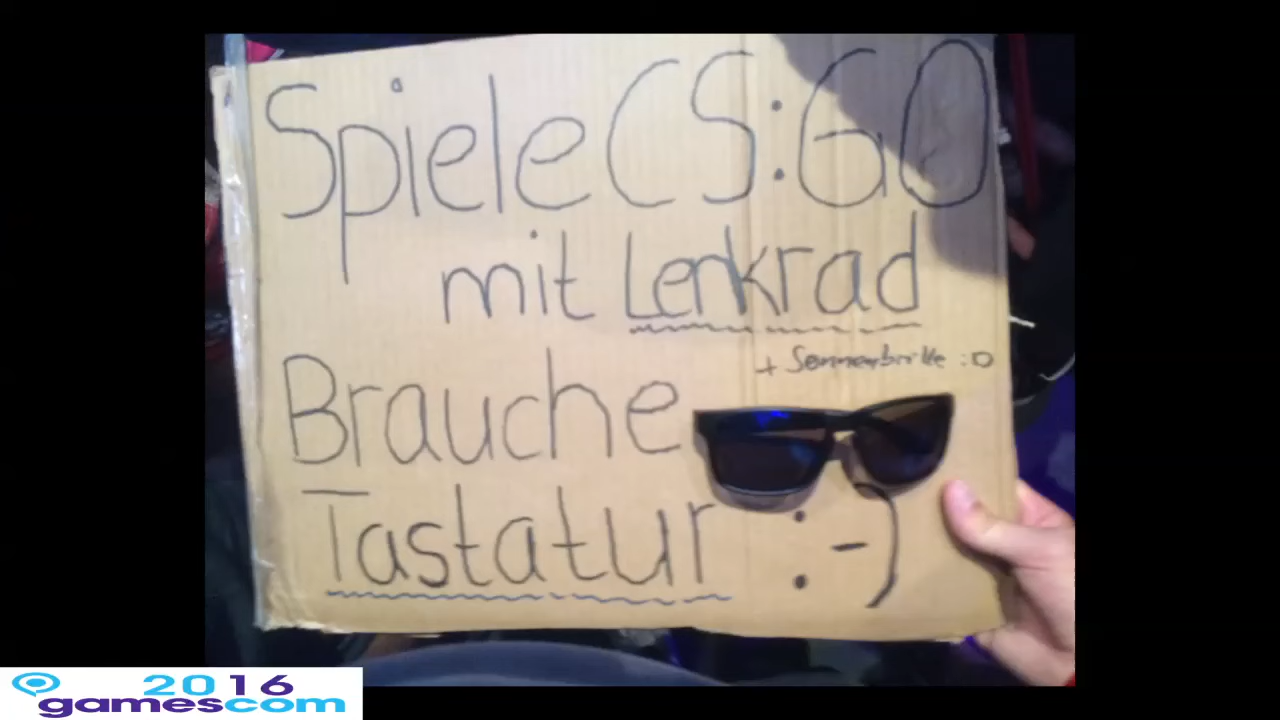 Spiele CS:GO
mit Lenkrad
+ Sonnenbrille :D
Brauche
Tastatur :-)
2016
gamescom